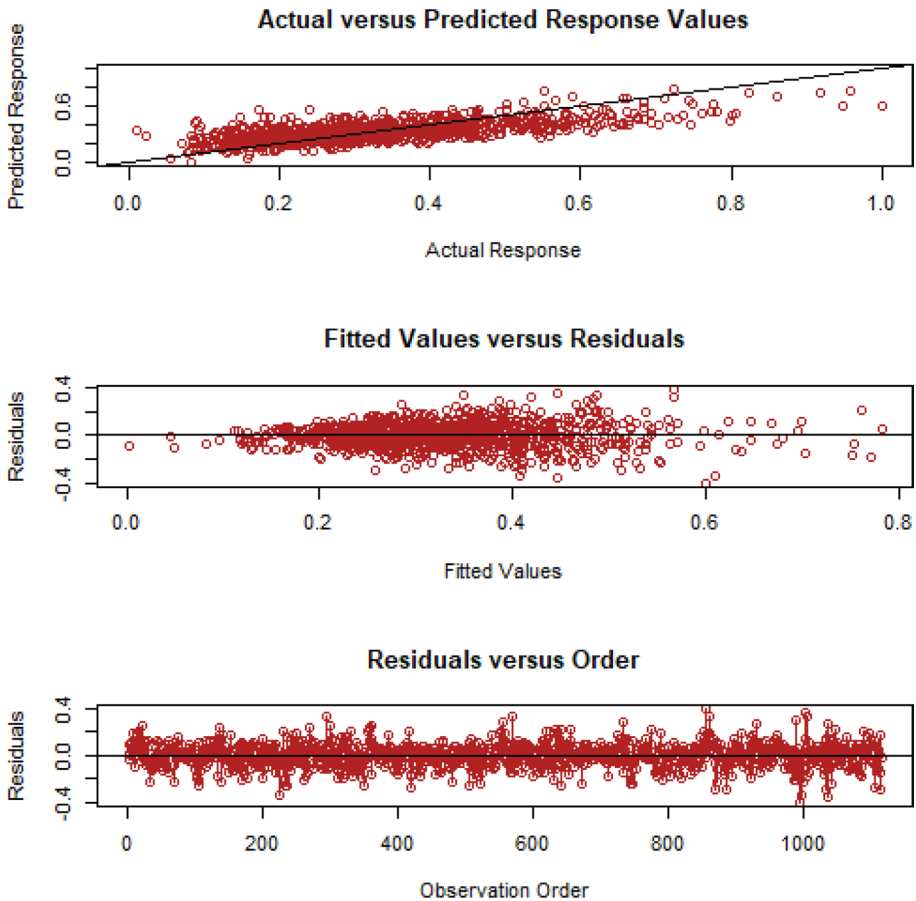 Actual versus Predicted Response Values
Predicted Response
0.6
0.0
0.0 0.2 0.4 0.6 0.8 1.0
Actual Response
Fitted Values versus Residuals
Residuals
0.4
0.0
-0.4
0.0 0.2 0.4 0.6 0.8
Fitted Values
Residuals versus Order
Residuals
0.4
0.0
-0.4
0 200 400 600 800 1000
Observation Order